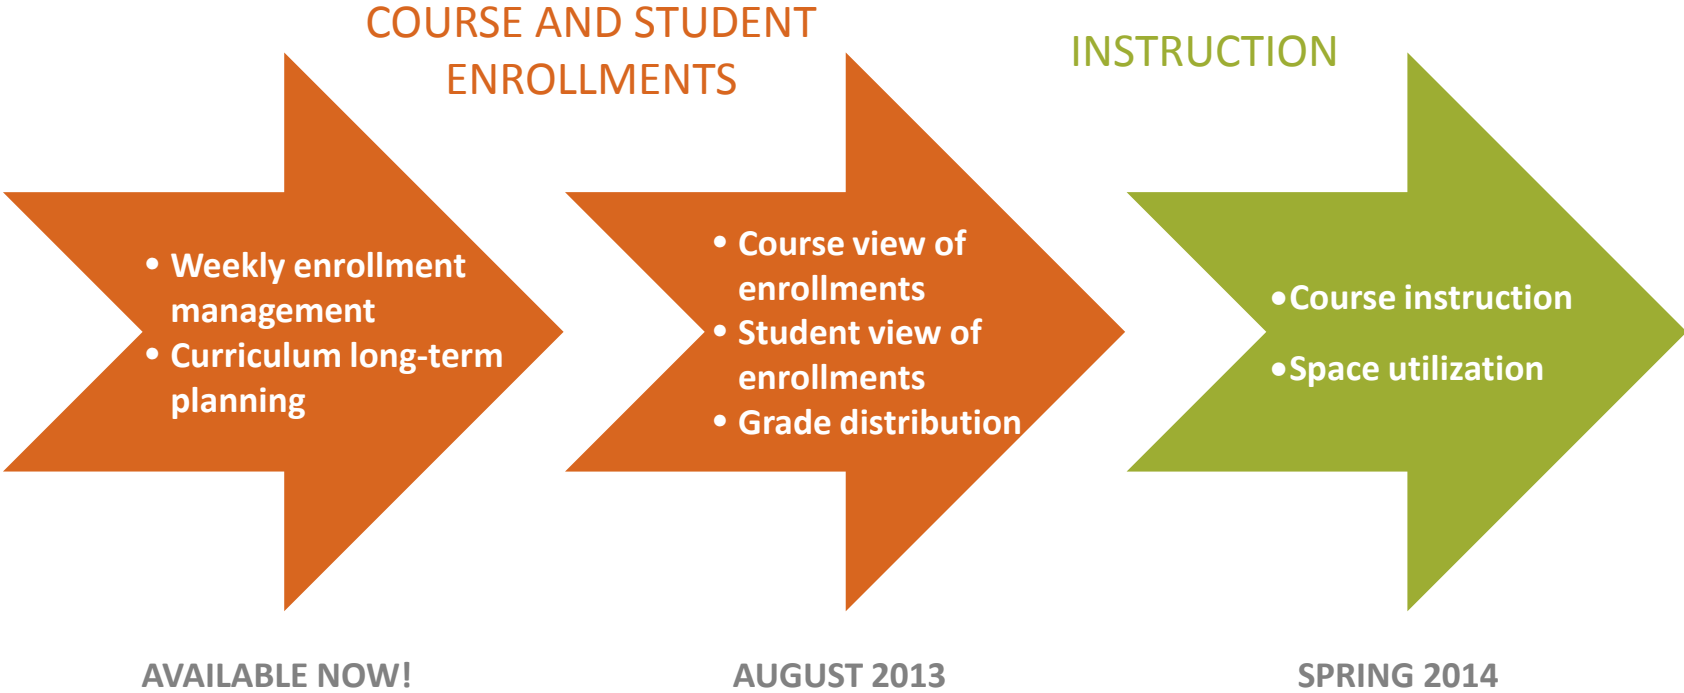 COURSE AND STUDENT
ENROLLMENTS
INSTRUCTION
• Weekly enrollment
management
• Curriculum long-term
planning
• Course view of
enrollments
• Student view of
enrollments
• Grade distribution
•Course instruction
•Space utilization
AVAILABLE NOW!
AUGUST 2013
SPRING 2014